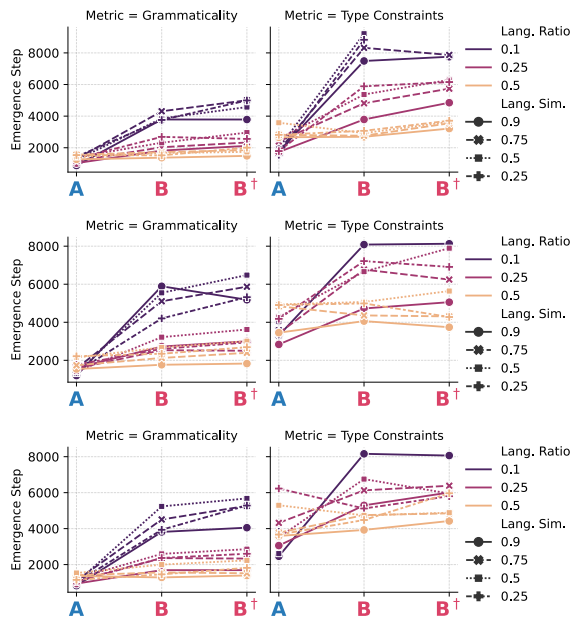 Metric = Grammaticality
Metric = Type Constraints
Emergence Step
8000
6000
4000
2000
A
B
B†
A
B
B†
Lang. Ratio
0.1
0.25
0.5
Lang. Sim.
0.9
0.75
0.5
0.25
Metric = Grammaticality
Metric = Type Constraints
Emergence Step
8000
6000
4000
2000
A
B
B†
A
B
B†
Lang. Ratio
0.1
0.25
0.5
Lang. Sim.
0.9
0.75
0.5
0.25
Metric = Grammaticality
Metric = Type Constraints
Emergence Step
8000
6000
4000
2000
A
B
B†
A
B
B†
Lang. Ratio
0.1
0.25
0.5
Lang. Sim.
0.9
0.75
0.5
0.25